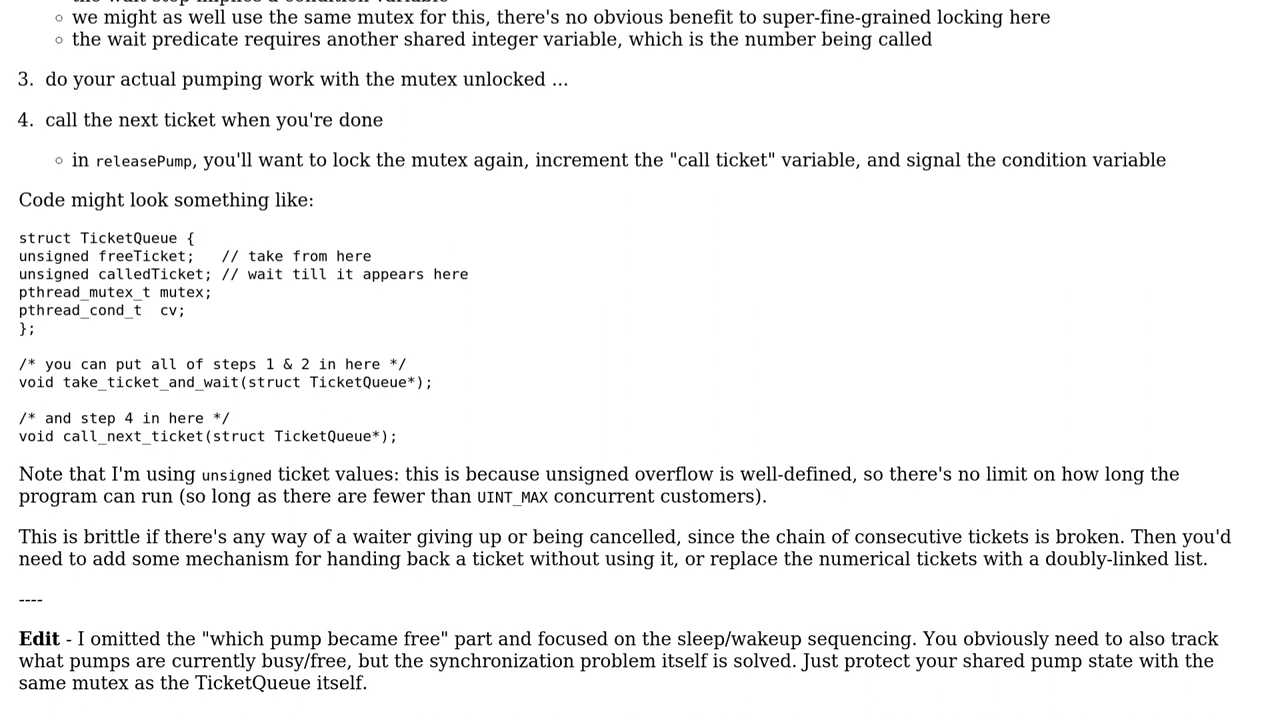 ◦ we might as well use the same mutex for this, there's no obvious benefit to super-fine-grained locking here
◦ the wait predicate requires another shared integer variable, which is the number being called
3. do your actual pumping work with the mutex unlocked ...
4. call the next ticket when you're done
◦ in releasePump, you'll want to lock the mutex again, increment the "call ticket" variable, and signal the condition variable
Code might look something like:
struct TicketQueue {
unsigned freeTicket;   // take from here
unsigned calledTicket; // wait till it appears here
pthread_mutex_t mutex;
pthread_cond_t  cv;
};
/* you can put all of steps 1 & 2 in here */
void take_ticket_and_wait(struct TicketQueue*);
/* and step 4 in here */
void call_next_ticket(struct TicketQueue*);
Note that I'm using unsigned ticket values: this is because unsigned overflow is well-defined, so there's no limit on how long the
program can run (so long as there are fewer than UINT_MAX concurrent customers).
This is brittle if there's any way of a waiter giving up or being cancelled, since the chain of consecutive tickets is broken. Then you'd
need to add some mechanism for handing back a ticket without using it, or replace the numerical tickets with a doubly-linked list.
----
Edit - I omitted the "which pump became free" part and focused on the sleep/wakeup sequencing. You obviously need to also track
what pumps are currently busy/free, but the synchronization problem itself is solved. Just protect your shared pump state with the
same mutex as the TicketQueue itself.